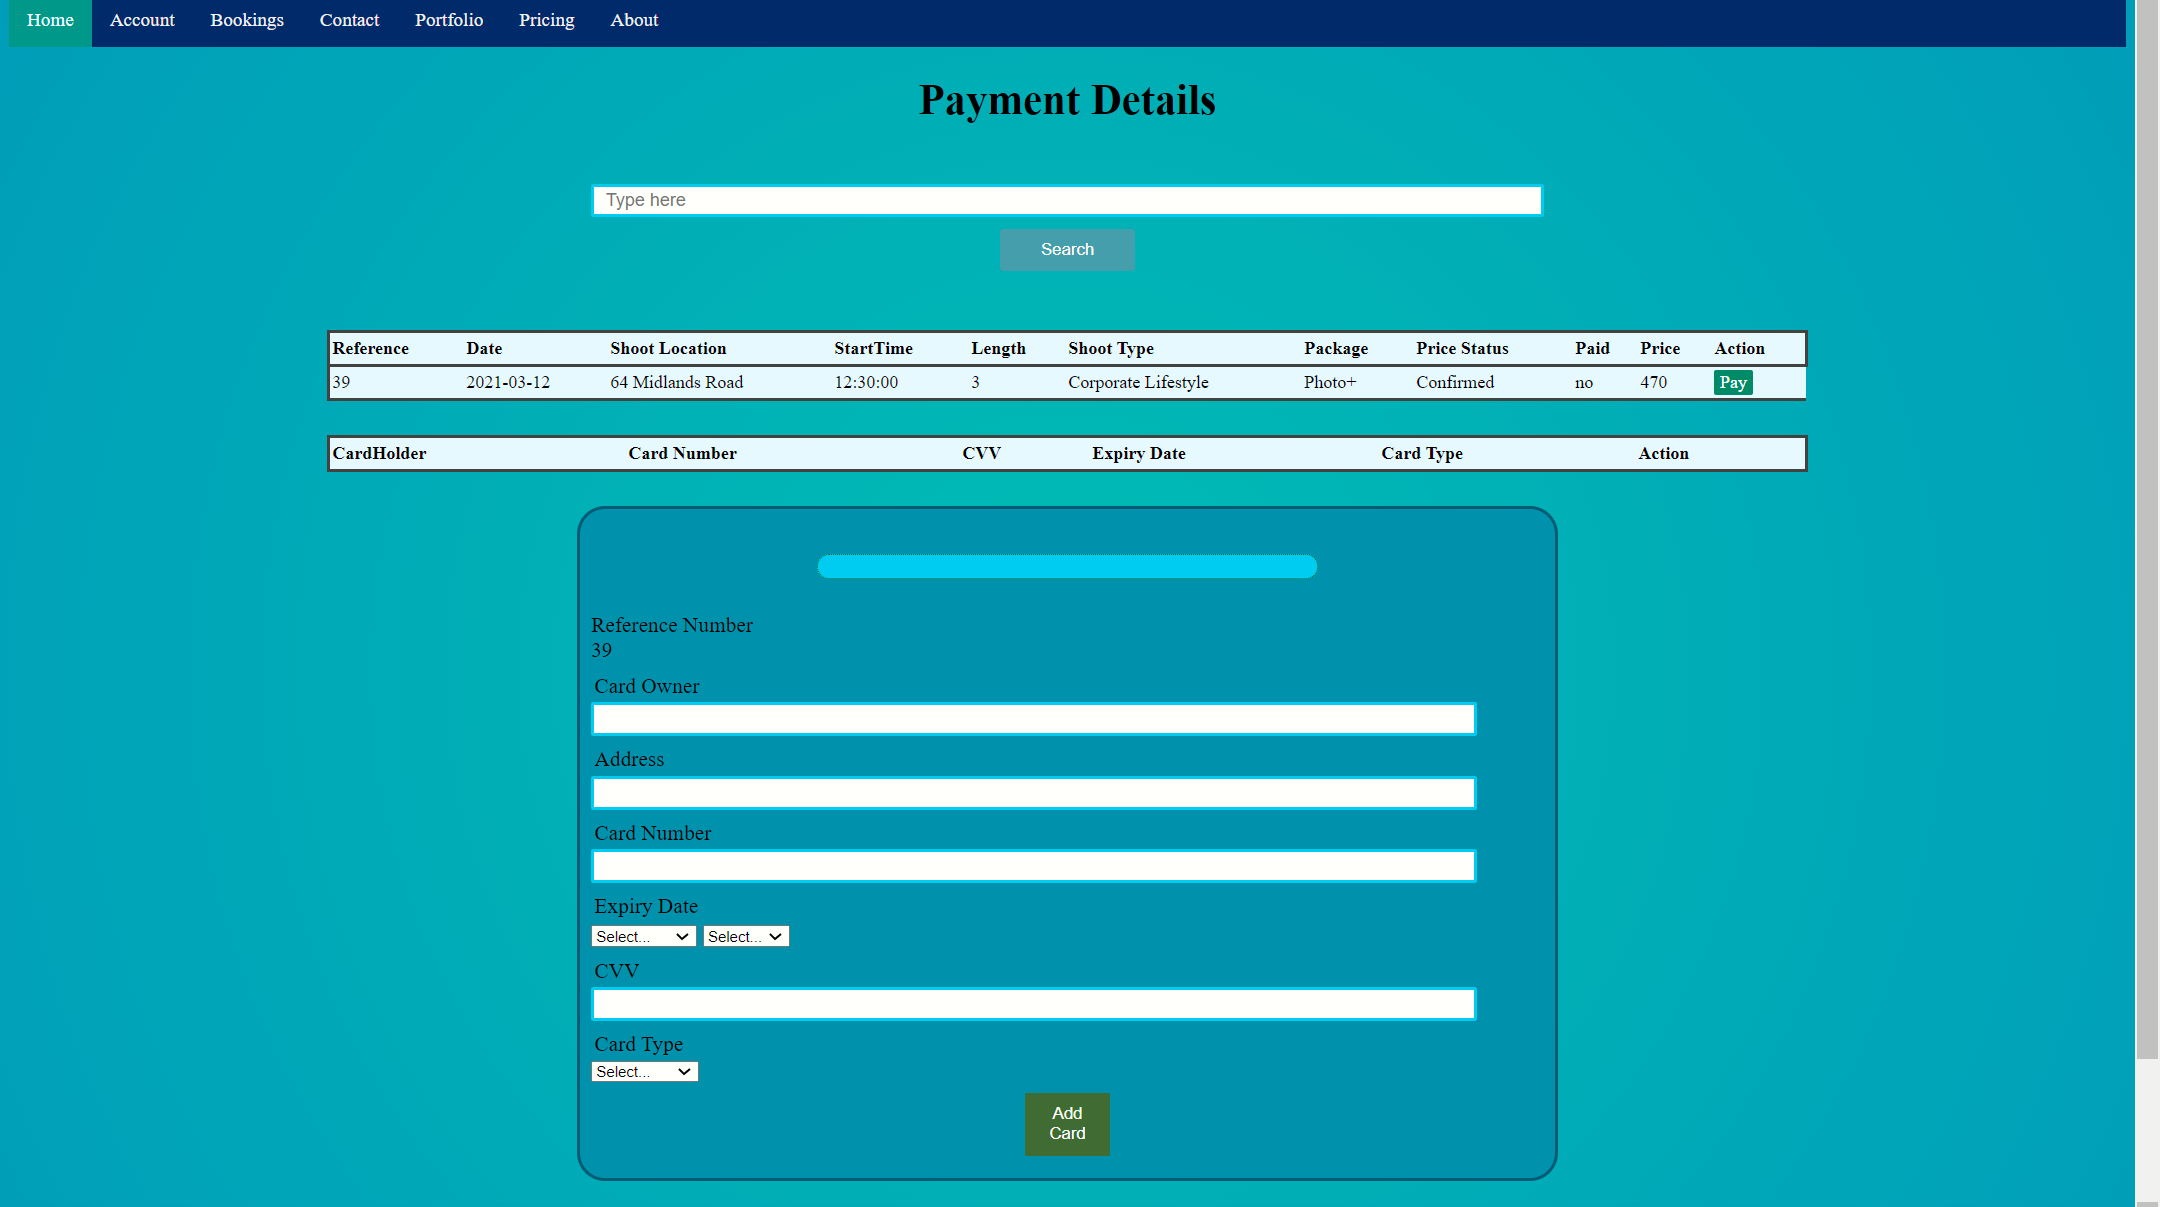 Home Account Bookings Contact Portfolio Pricing About
Payment Details
Type here
Search
Reference Date Shoot Location StartTime Length Shoot Type Package Price Status Paid Price Action
39 2021-03-12 64 Midlands Road 12:30:00 3 Corporate Lifestyle Photo+ Confirmed no 470 Pay
CardHolder Card Number CVV Expiry Date Card Type Action
Reference Number
39
Card Owner
Address
Card Number
Expiry Date
Select... Select...
CVV
Card Type
Select...
Add
Card